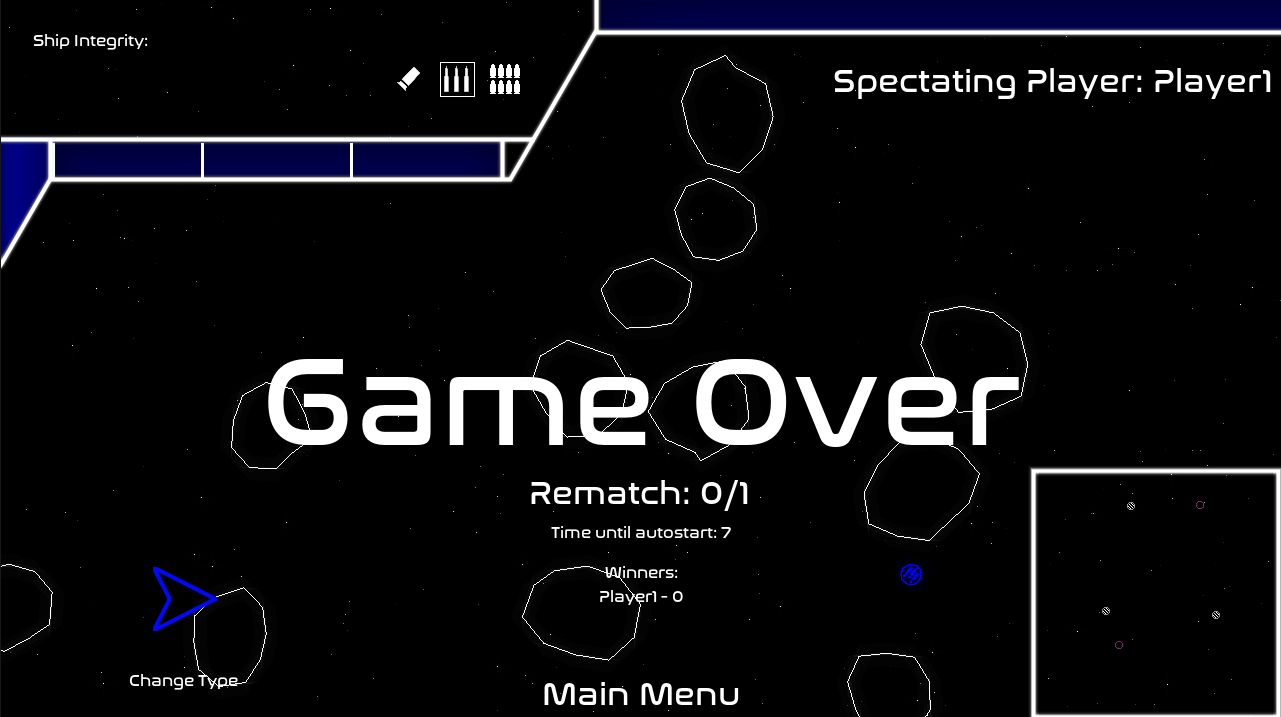 Ship Integrity:
Spectating Player: Player1
Game Over
Rematch: 0/1
Time until autostart: 7
Winners:
Player1 - 0
Change Type
Main Menu